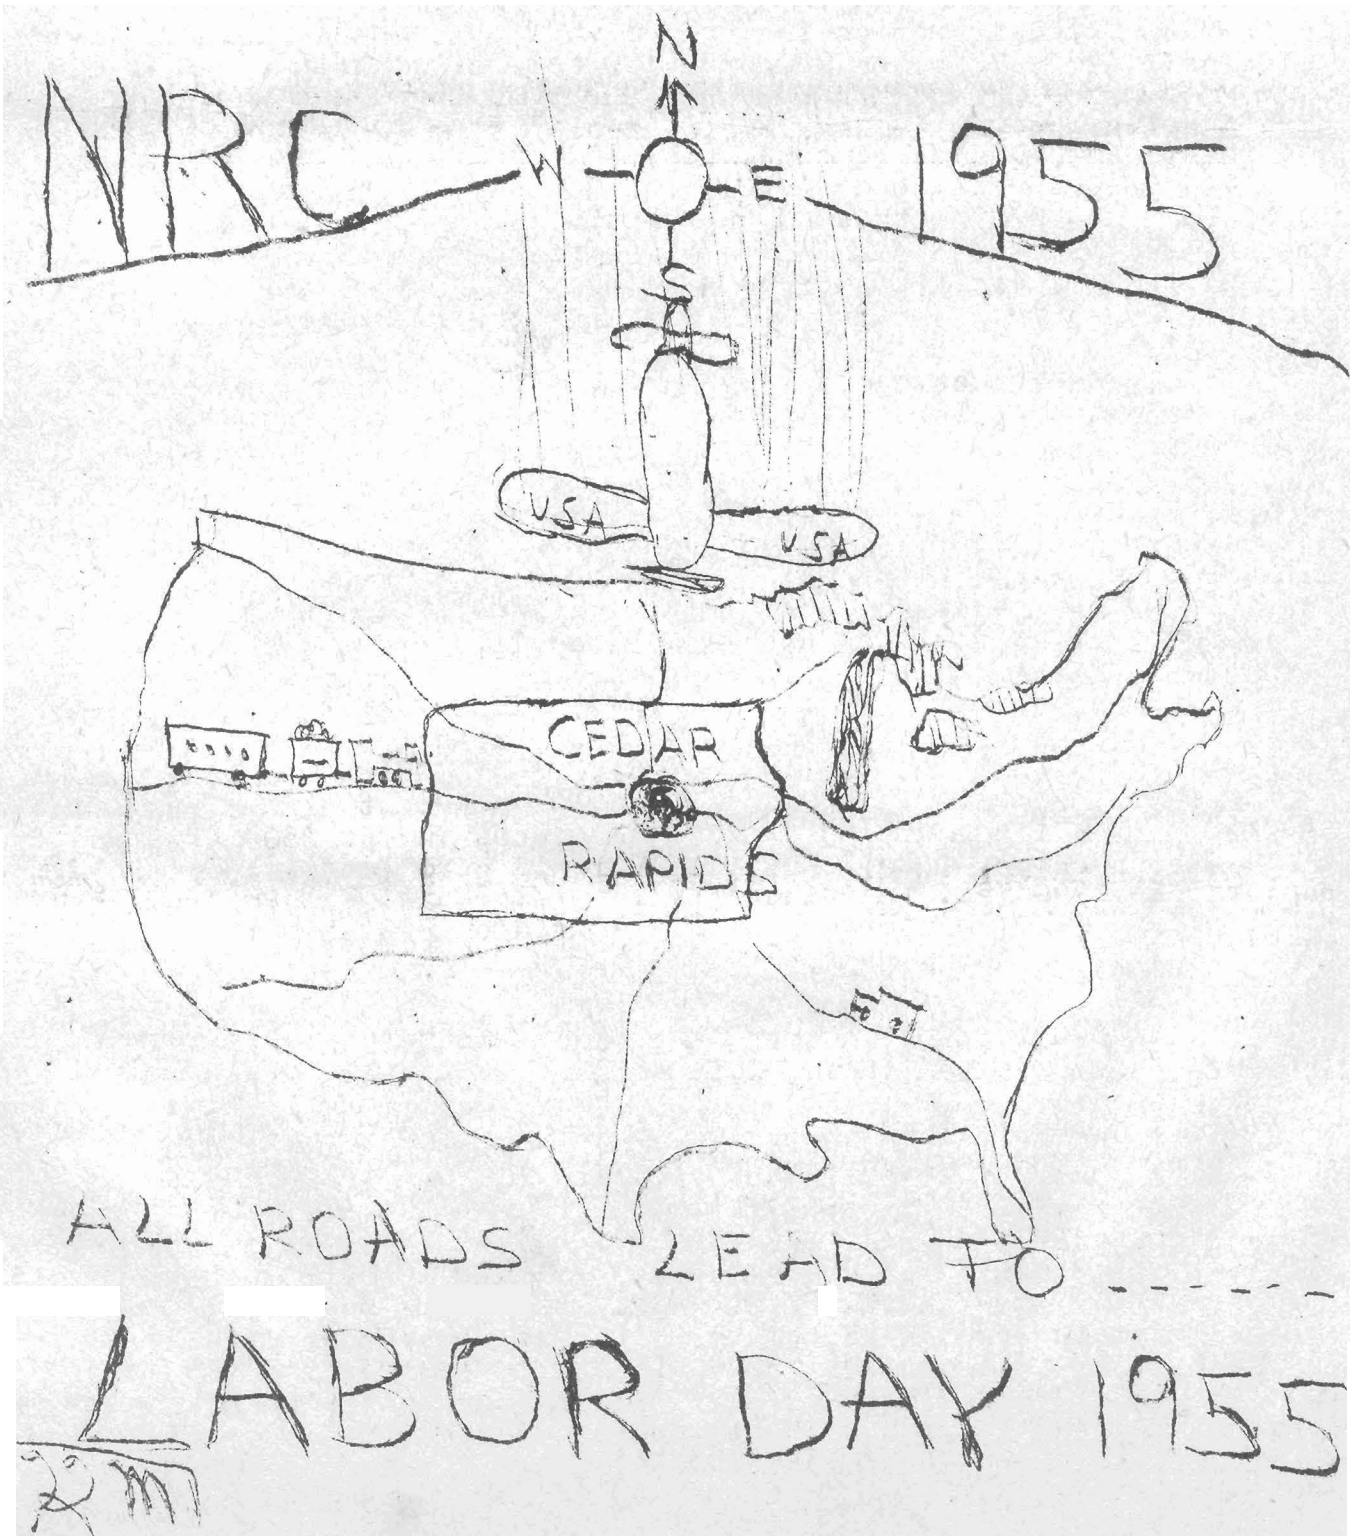 N
NRC W E 1955
S
USA USA
CEDAR
RAPIDS
ALL ROADS LEAD TO ------
LABOR DAY 1955